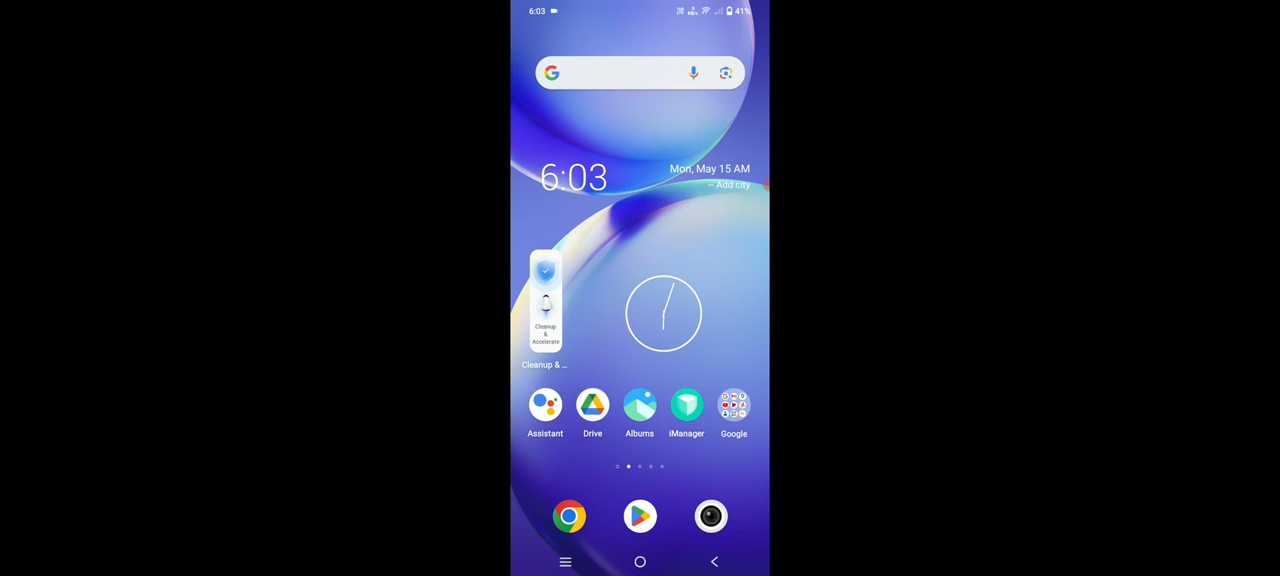 6:03
41%
6:03
Mon, May 15 AM
-- Add city
Cleanup
&
Accelerate
Cleanup & ...
Assistant
Drive
Albums
iManager
Google